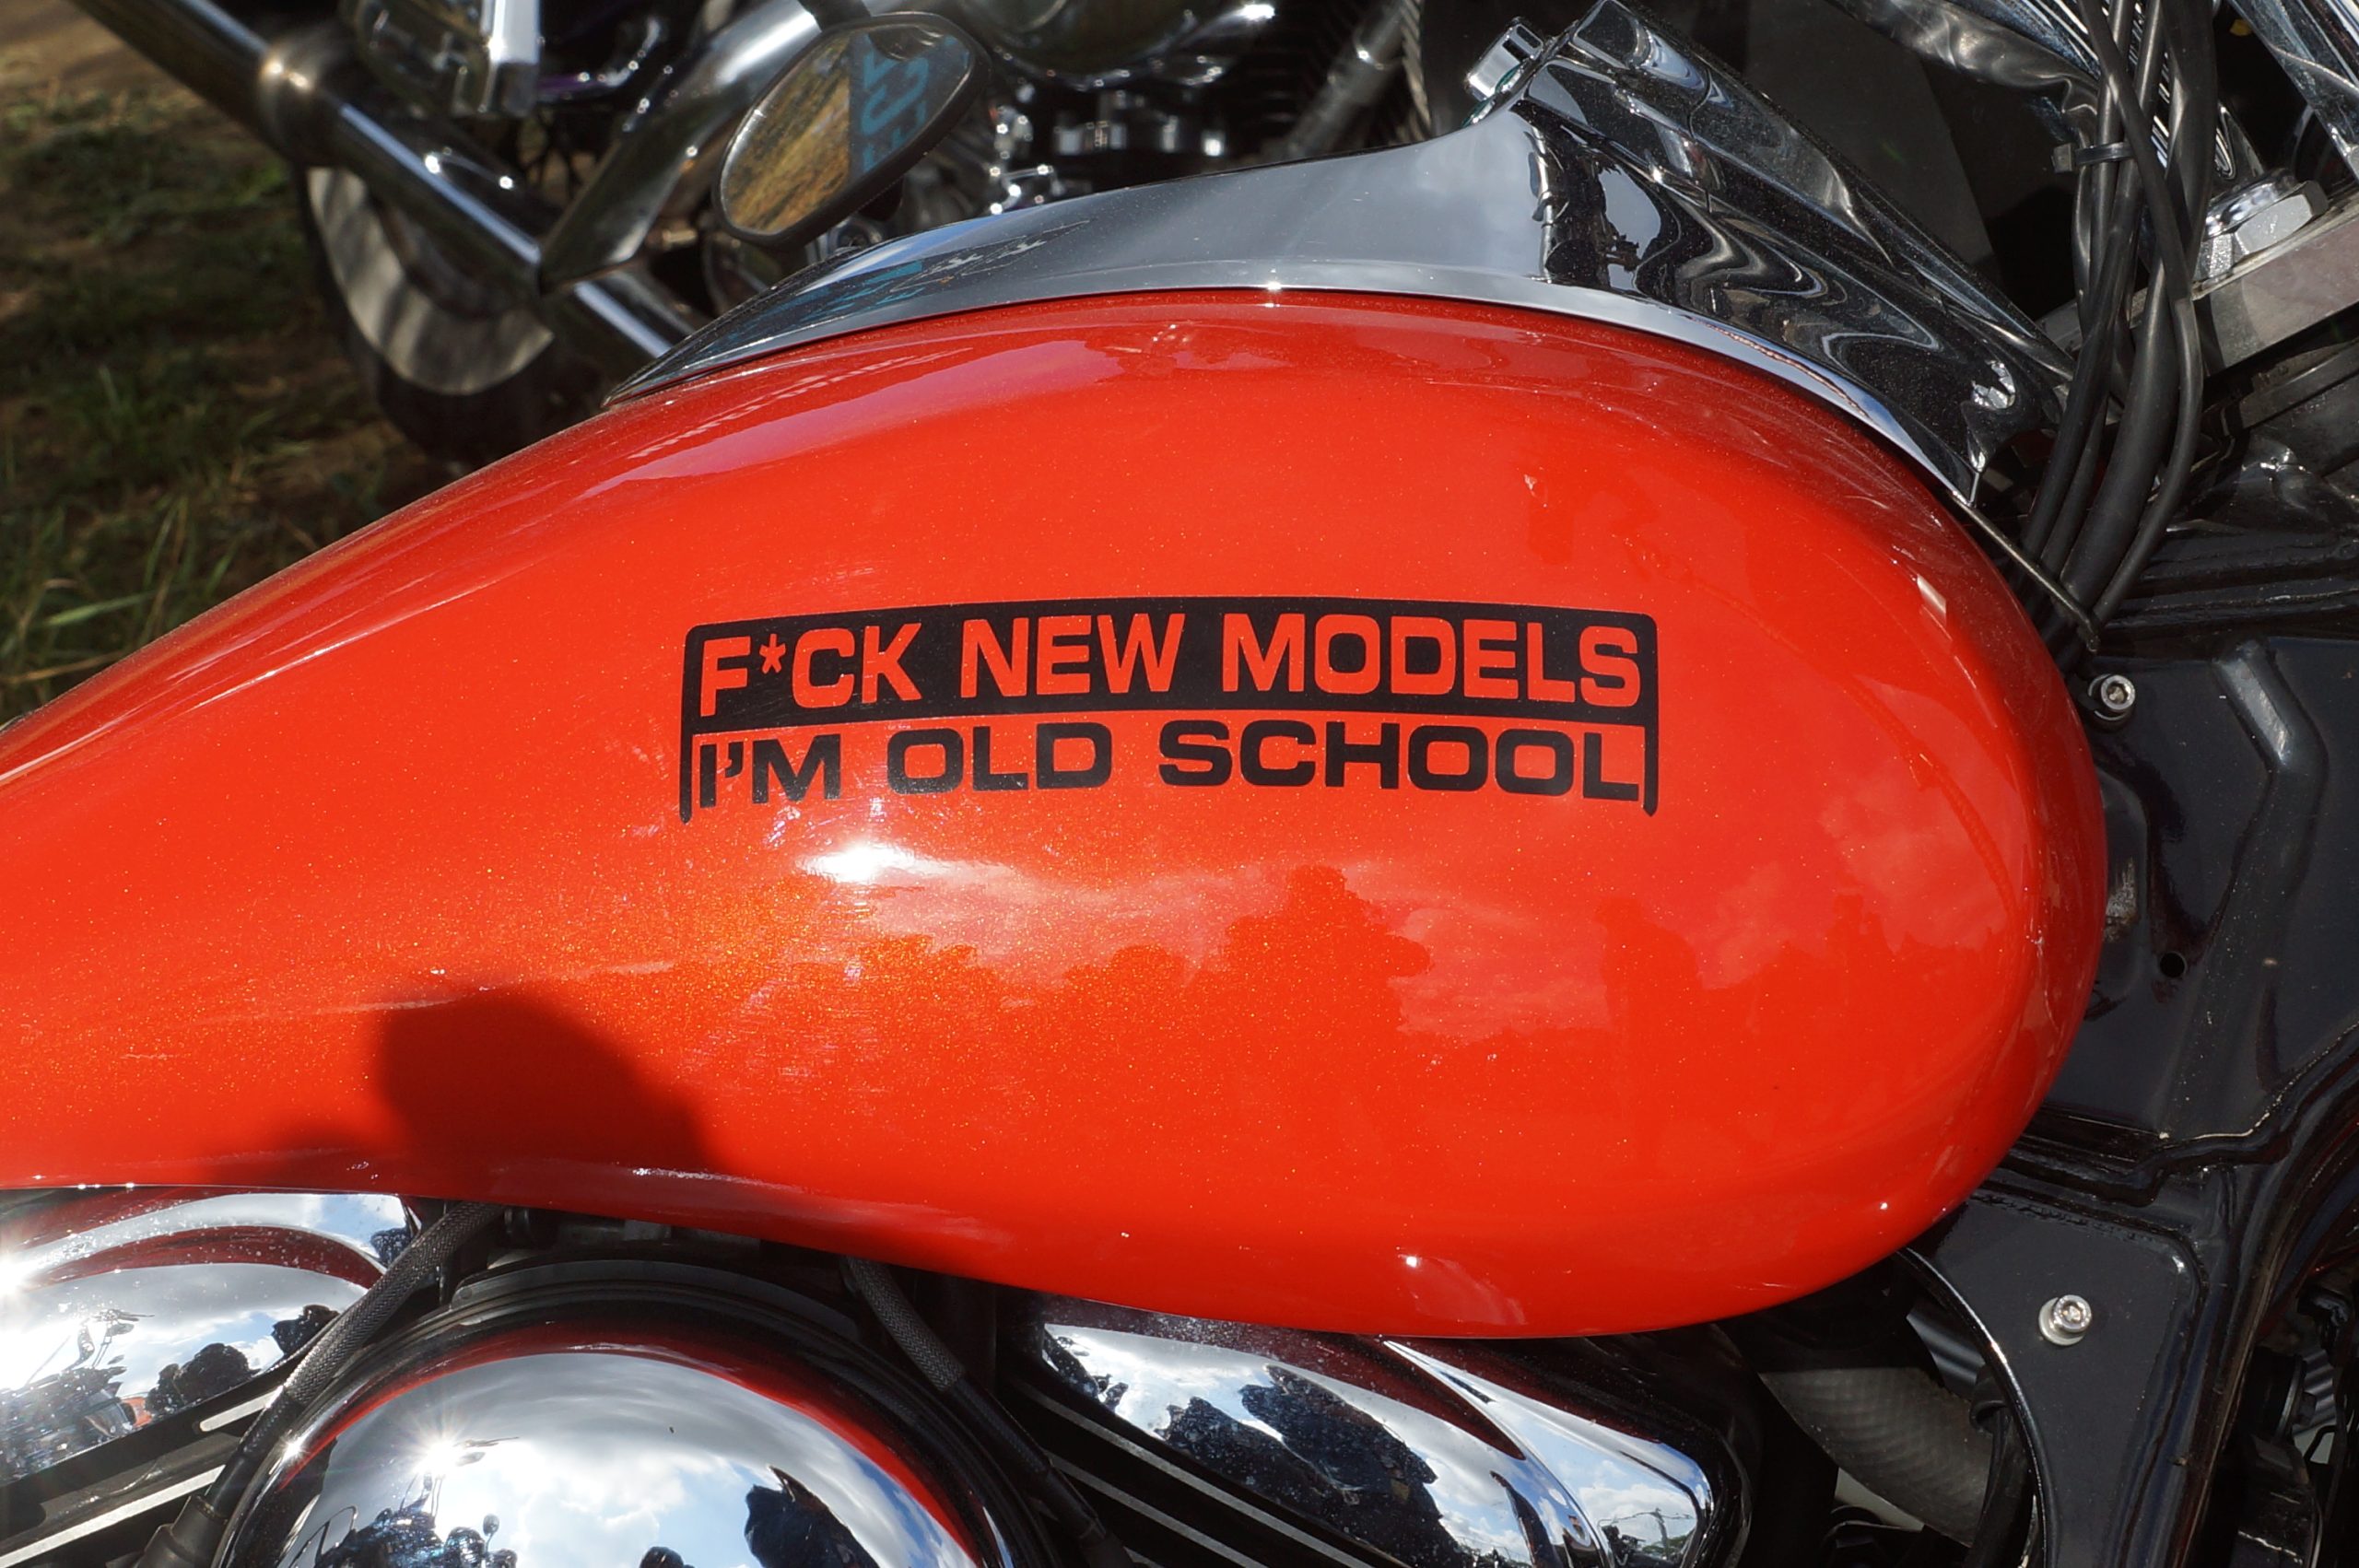 F*CK NEW MODELS
I'M OLD SCHOOL